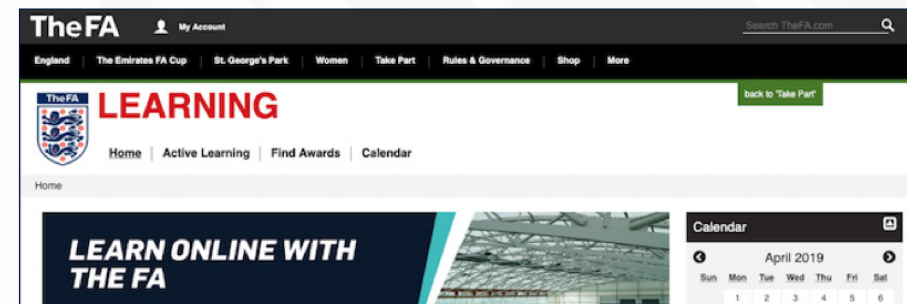 TheFA My Account Search TheFA.com
England The Emirates FA Cup St. George's Park Women Take Part Rules & Governance Shop More
back to 'Take Part'
TheFA
LEARNING
Home Active Learning Find Awards Calendar
Home
LEARN ONLINE WITH
THE FA
Calendar
April 2019
Sun Mon Tue Wed Thu Fri Sat
1 2 3 4 5 6